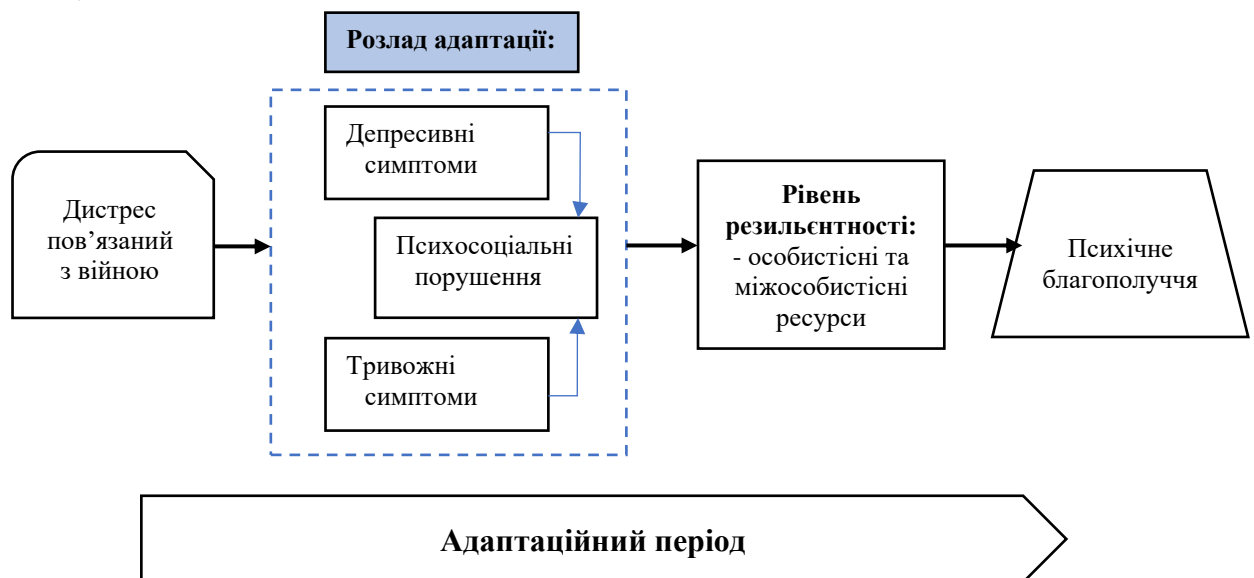 Розлад адаптації:
Депресивні
симптоми
Дистрес
пов’язаний
з війною
Психосоціальні
порушення
Тривожні
симптоми
Рівень
резильєнтності:
- особистісні та
міжособистісні
ресурси
Психічне
благополуччя
Адаптаційний період